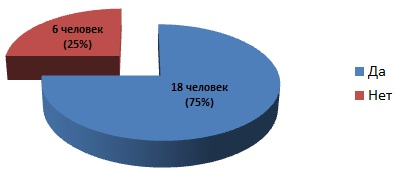 6 человек
(25%)
18 человек
(75%)
Да
Нет